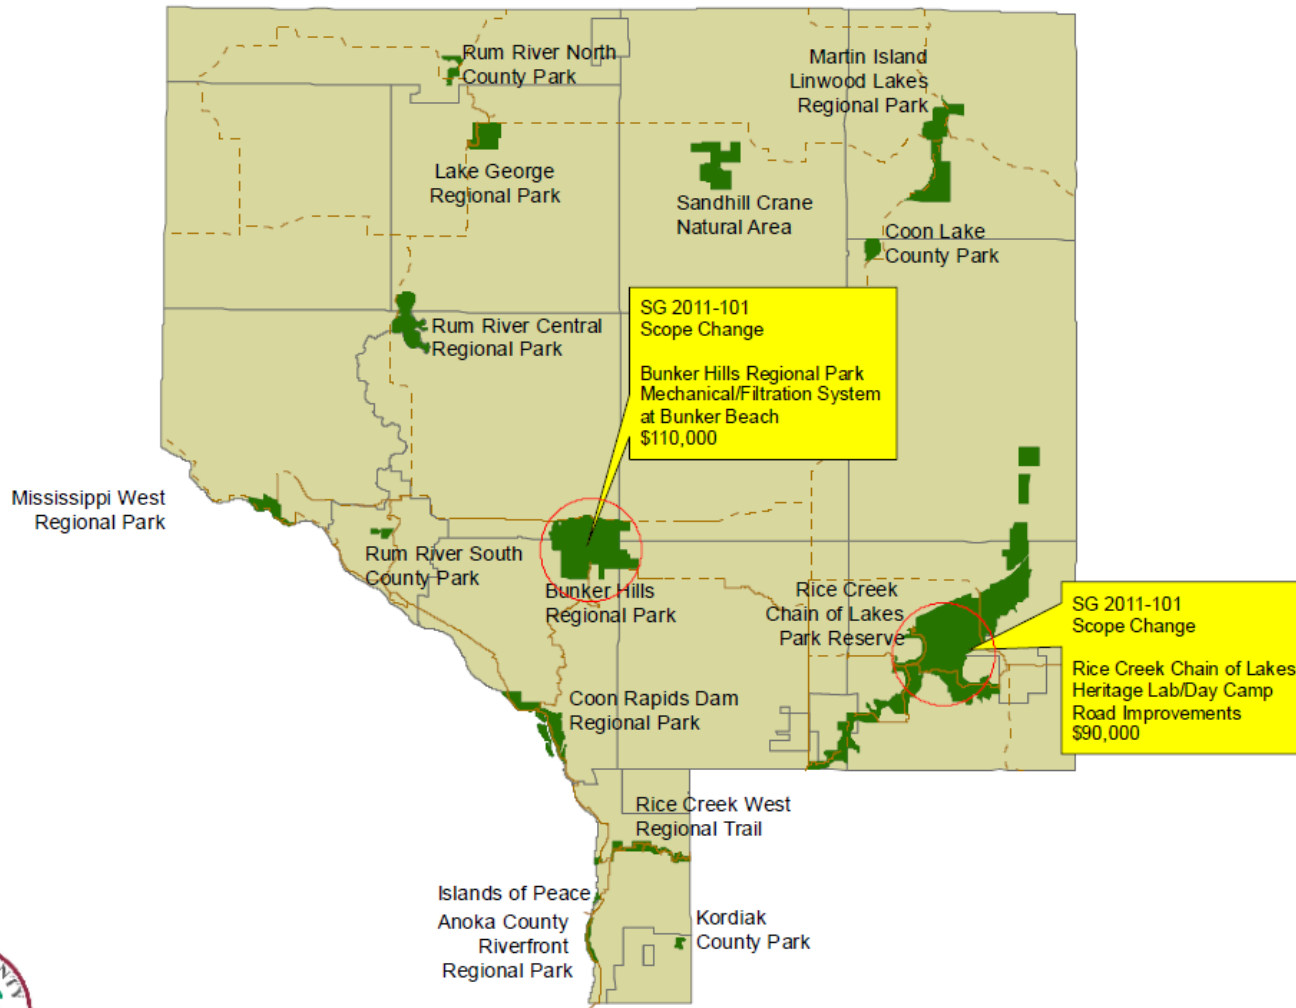 Rum River North
County Park
Martin Island
Linwood Lakes
Regional Park
Lake George
Regional Park
Sandhill Crane
Natural Area
Coon Lake
County Park
SG 2011-101
Scope Change
Bunker Hills Regional Park
Mechanical/Filtration System
at Bunker Beach
$110,000
Rum River Central
Regional Park
Mississippi West
Regional Park
Rum River South
County Park
Bunker Hills
Regional Park
Rice Creek
Chain of Lakes
Park Reserve
SG 2011-101
Scope Change
Rice Creek Chain of Lakes
Heritage Lab/Day Camp
Road Improvements
$90,000
Coon Rapids Dam
Regional Park
Rice Creek West
Regional Trail
Islands of Peace
Anoka County
Riverfront
Regional Park
Kordiak
County Park